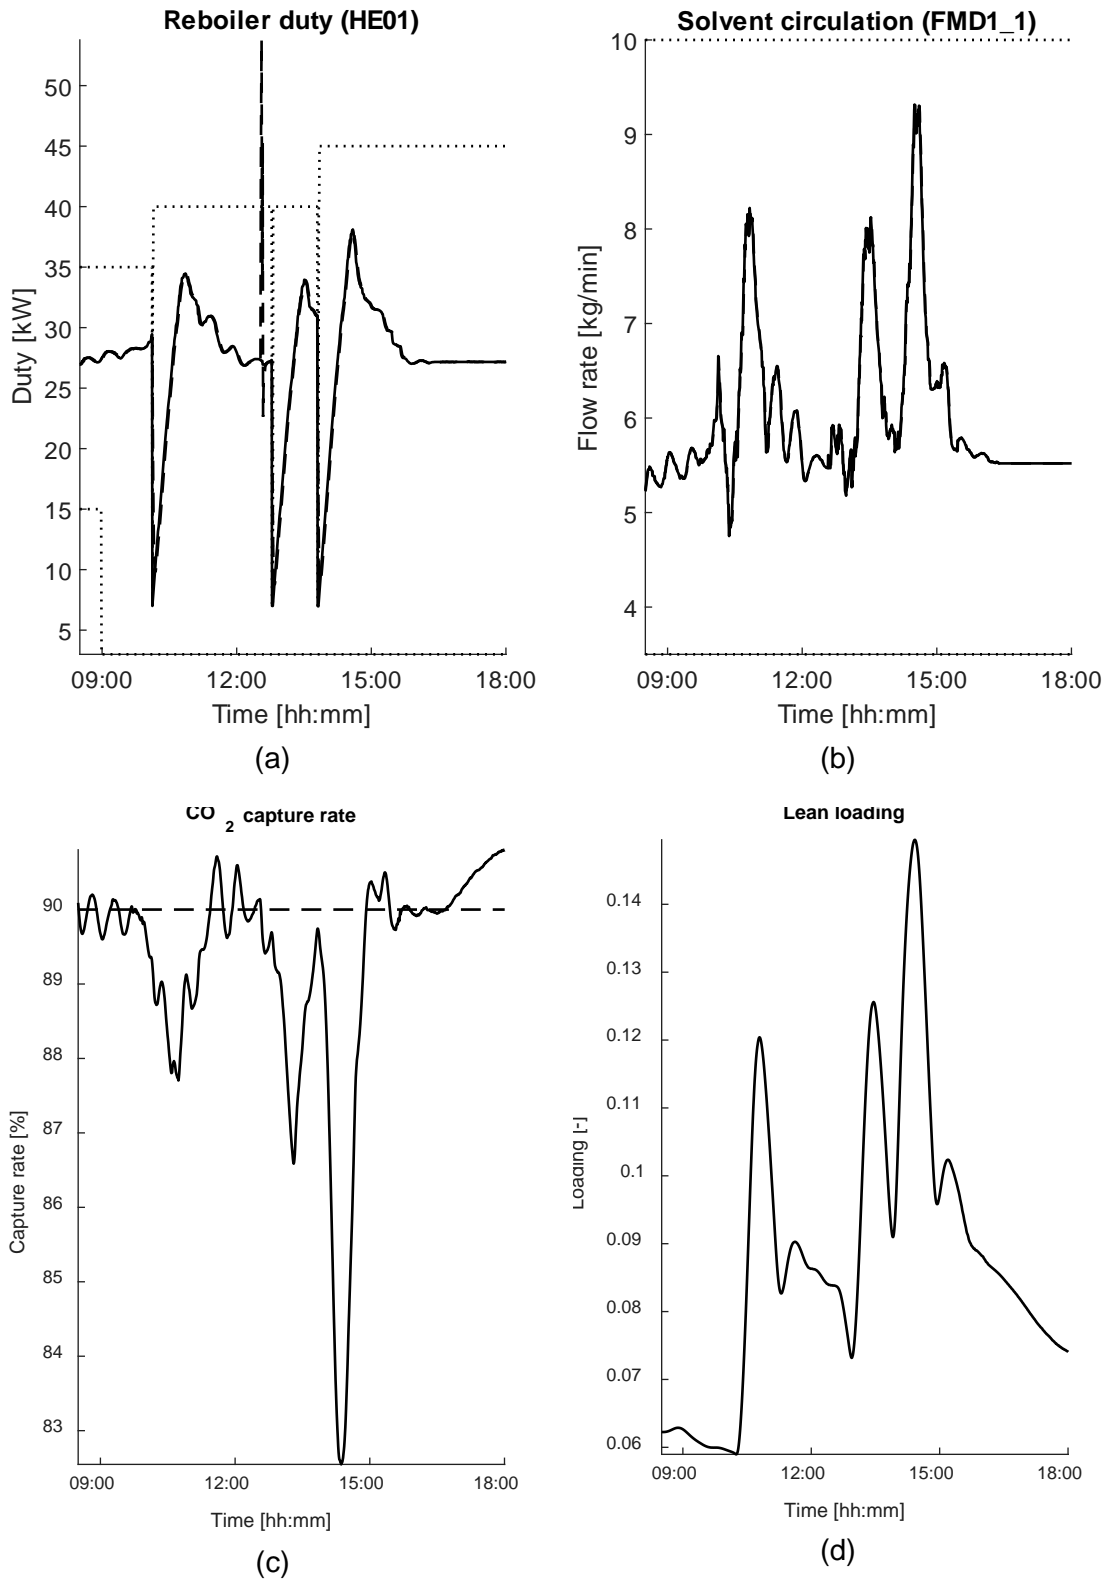 Reboiler duty (HE01)
50
45
40
35
30
25
20
15
10
5
Duty [kW]
09:00 12:00 15:00 18:00
Time [hh:mm]
(a)
Solvent circulation (FMD1_1)
10
9
8
7
6
5
4
Flow rate [kg/min]
09:00 12:00 15:00 18:00
Time [hh:mm]
(b)
CO 2 capture rate
90
89
88
87
86
85
84
83
Capture rate [%]
09:00 12:00 15:00 18:00
Time [hh:mm]
(c)
Lean loading
0.14
0.13
0.12
0.11
0.1
0.09
0.08
0.07
0.06
Loading [-]
09:00 12:00 15:00 18:00
Time [hh:mm]
(d)